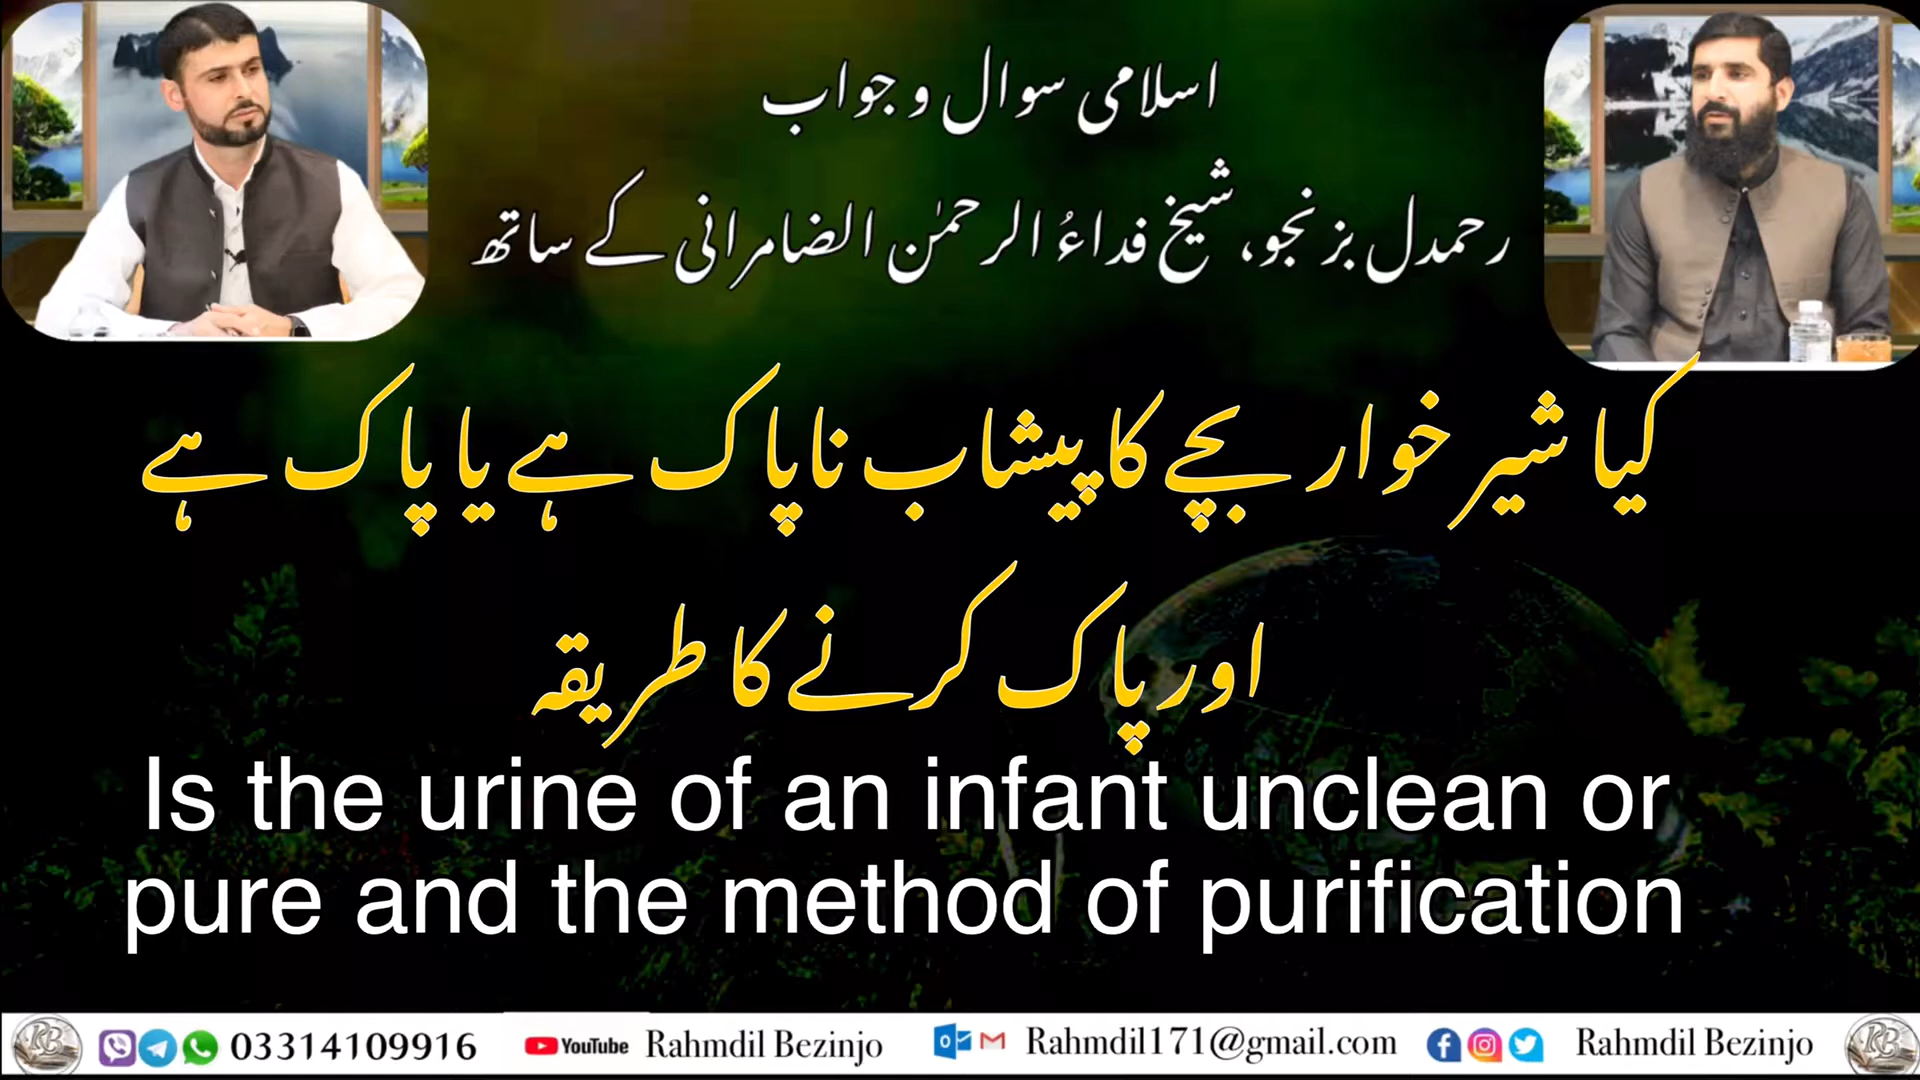 اسلامی سوال و جواب
رحمدل بزنجو، شیخ فداءُ الرحمٰن الضامرانی کے ساتھ
کیا شیر خوار بچے کا پیشاب ناپاک ہے یا پاک ہے
اور پاک کرنے کا طریقہ
Is the urine of an infant unclean or
pure and the method of purification
RB 03314109916 YouTube Rahmdil Bezinjo Rahmdil171@gmail.com Rahmdil Bezinjo RB